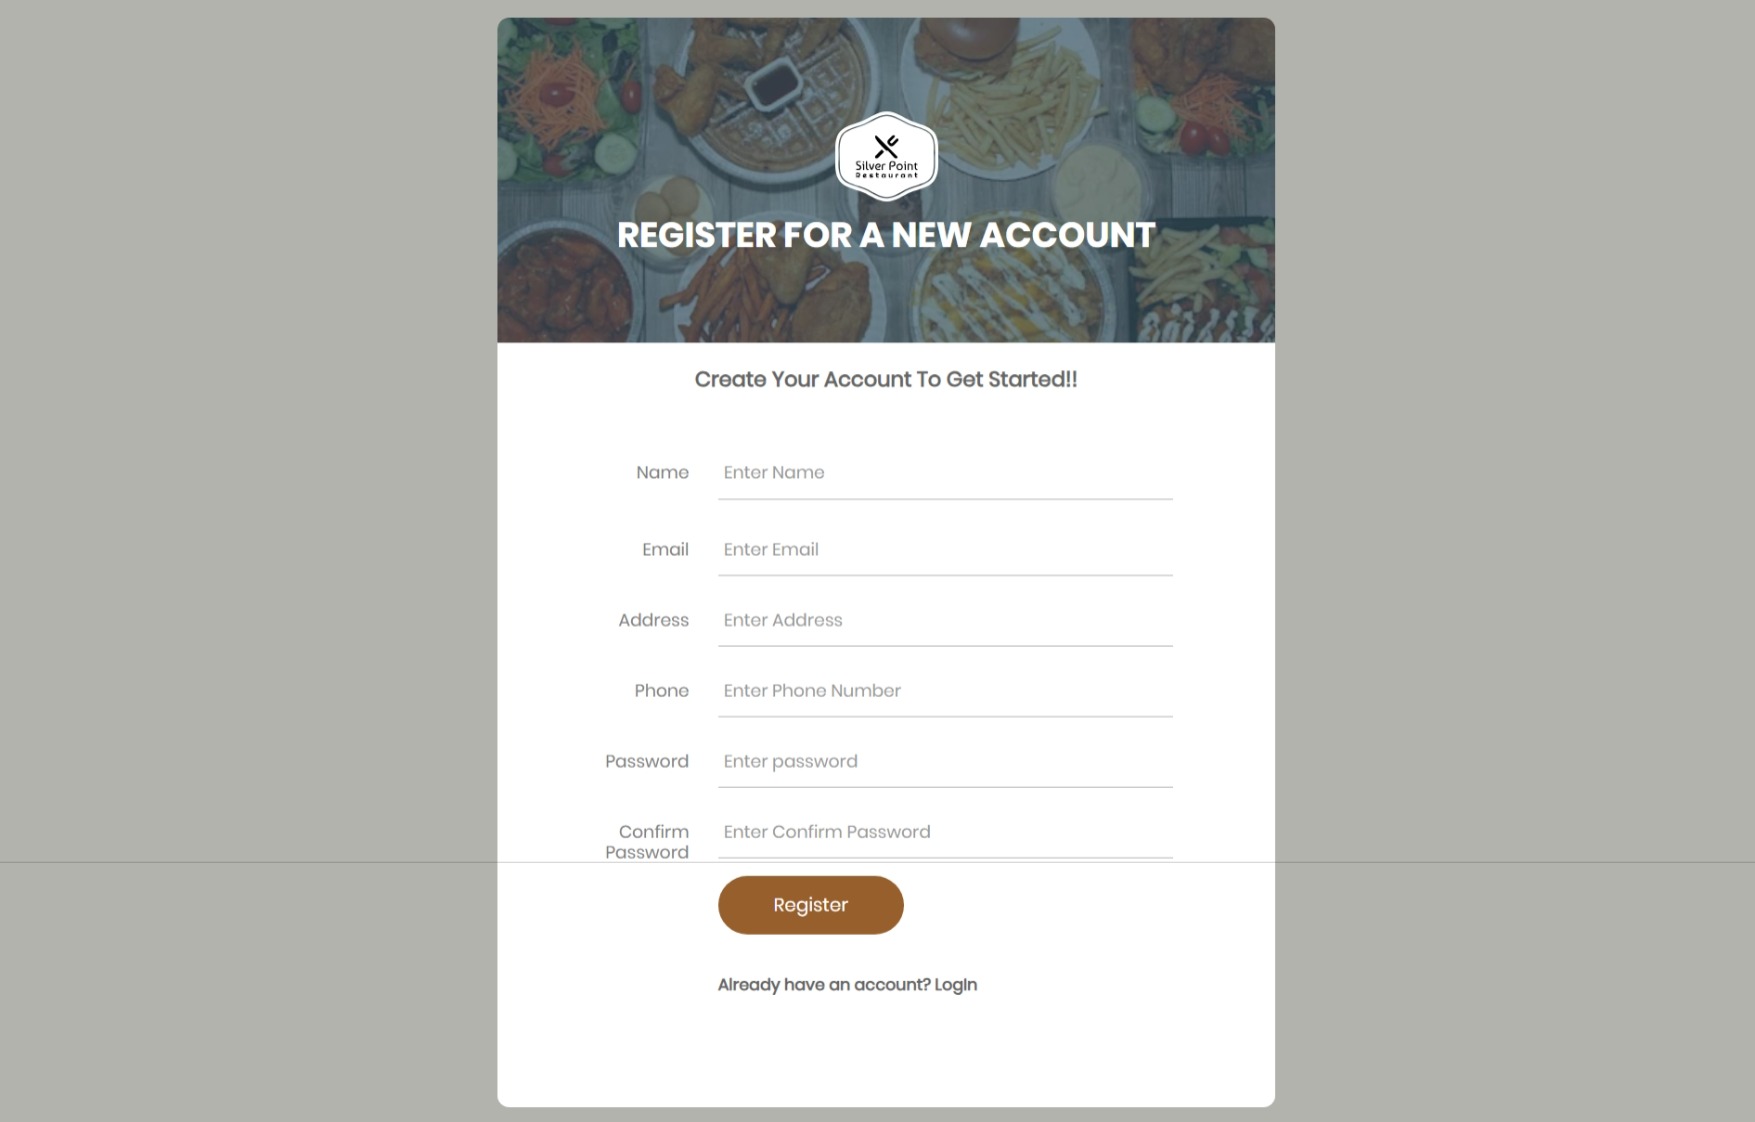 Silver Point
Restaurant
REGISTER FOR A NEW ACCOUNT
Create Your Account To Get Started!!
Name
Enter Name
Email
Enter Email
Address
Enter Address
Phone
Enter Phone Number
Password
Enter password
Confirm
Password
Enter Confirm Password
Register
Already have an account? LogIn